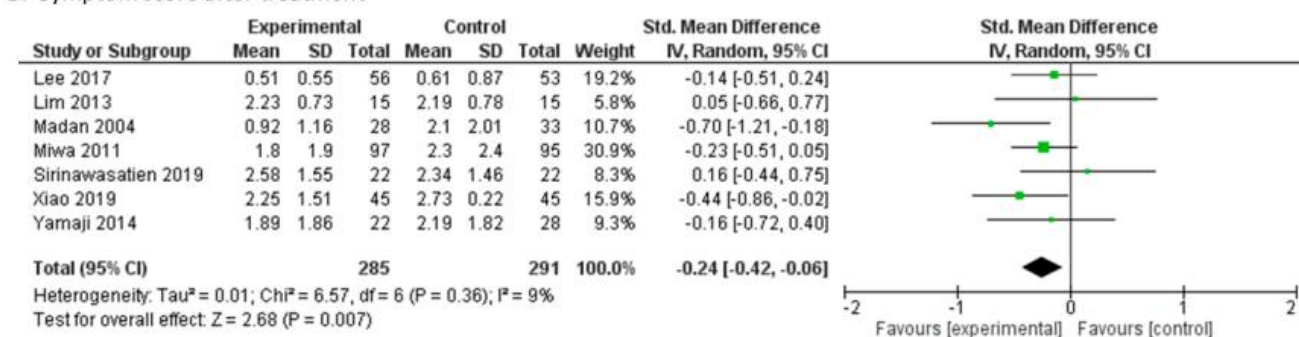 Experimental Control Std. Mean Difference Std. Mean Difference
Study or Subgroup Mean SD Total Mean SD Total Weight IV, Random, 95% CI IV, Random, 95% CI
Lee 2017 0.51 0.55 56 0.61 0.87 53 19.2% -0.14 [-0.51, 0.24]
Lim 2013 2.23 0.73 15 2.19 0.78 15 5.8% 0.05 [-0.66, 0.77]
Madan 2004 0.92 1.16 28 2.1 2.01 33 10.7% -0.70 [-1.21, -0.18]
Miwa 2011 1.8 1.9 97 2.3 2.4 95 30.9% -0.23 [-0.51, 0.05]
Sirinawasatien 2019 2.58 1.55 22 2.34 1.46 22 8.3% 0.16 [-0.44, 0.75]
Xiao 2019 2.25 1.51 45 2.73 0.22 45 15.9% -0.44 [-0.86, -0.02]
Yamaji 2014 1.89 1.86 22 2.19 1.82 28 9.3% -0.16 [-0.72, 0.40]
Total (95% CI) 285 291 100.0% -0.24 [-0.42, -0.06]
Heterogeneity: Tau² = 0.01; Chi² = 6.57, df = 6 (P = 0.36); I² = 9%
Test for overall effect: Z = 2.68 (P = 0.007)
-2 -1 0 1 2
Favours [experimental] Favours [control]